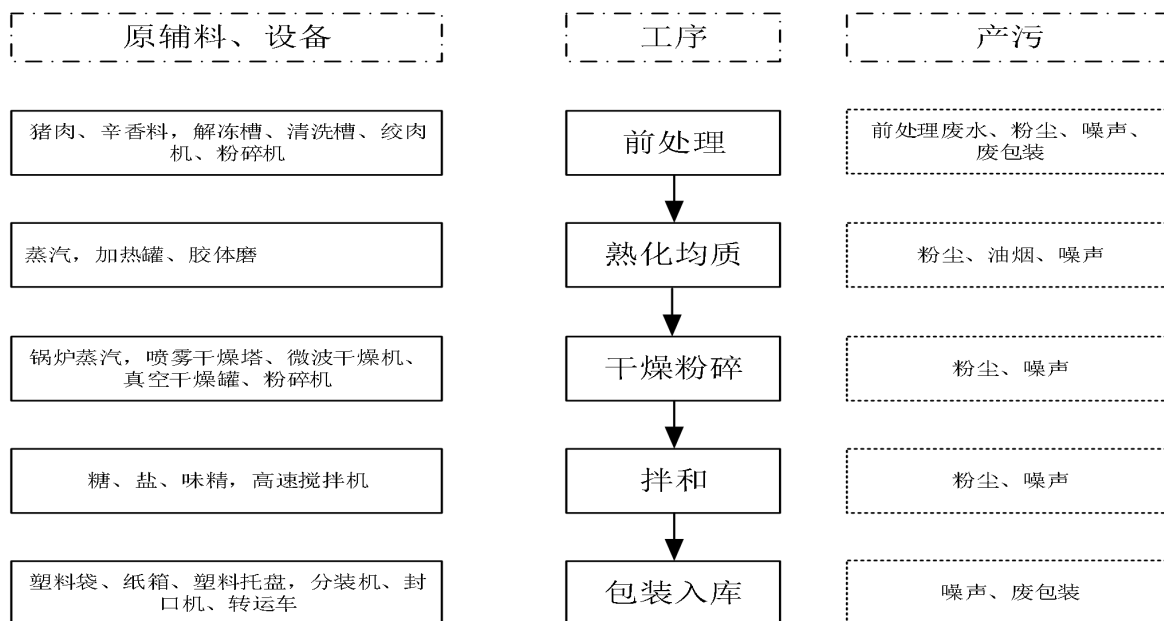 原辅料、设备
工序
产污
猪肉、辛香料，解冻槽、清洗槽、绞肉
机、粉碎机
前处理
前处理废水、粉尘、噪声、
废包装
蒸汽，加热罐、胶体磨
熟化均质
粉尘、油烟、噪声
锅炉蒸汽，喷雾干燥塔、微波干燥机、
真空干燥罐、粉碎机
干燥粉碎
粉尘、噪声
糖、盐、味精，高速搅拌机
拌和
粉尘、噪声
塑料袋、纸箱、塑料托盘，分装机、封
口机、转运车
包装入库
噪声、废包装